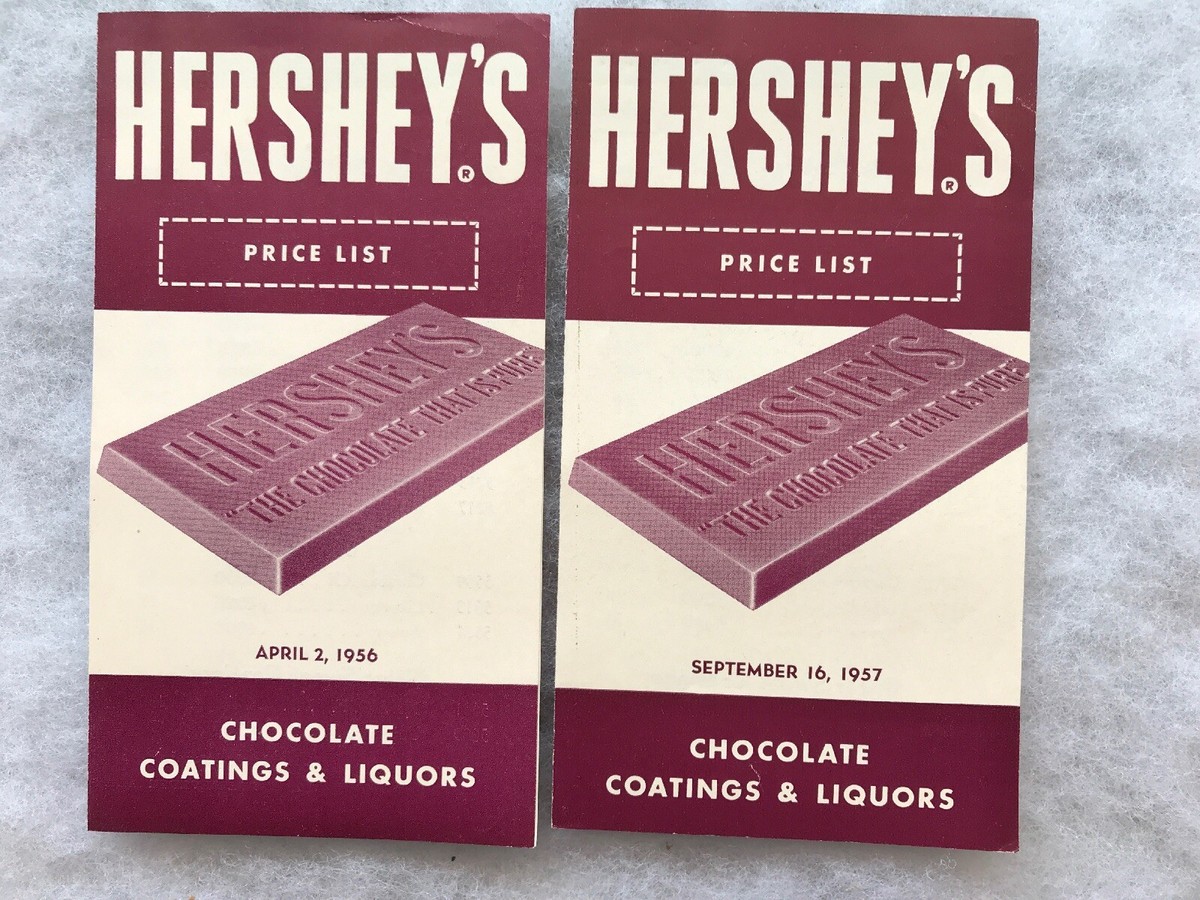 HERSHEY'S®
PRICE LIST
HERSHEY'S
"THE CHOCOLATE THAT IS PURE"
APRIL 2, 1956
CHOCOLATE
COATINGS & LIQUORS
HERSHEY'S®
PRICE LIST
HERSHEY'S
"THE CHOCOLATE THAT IS PURE"
SEPTEMBER 16, 1957
CHOCOLATE
COATINGS & LIQUORS